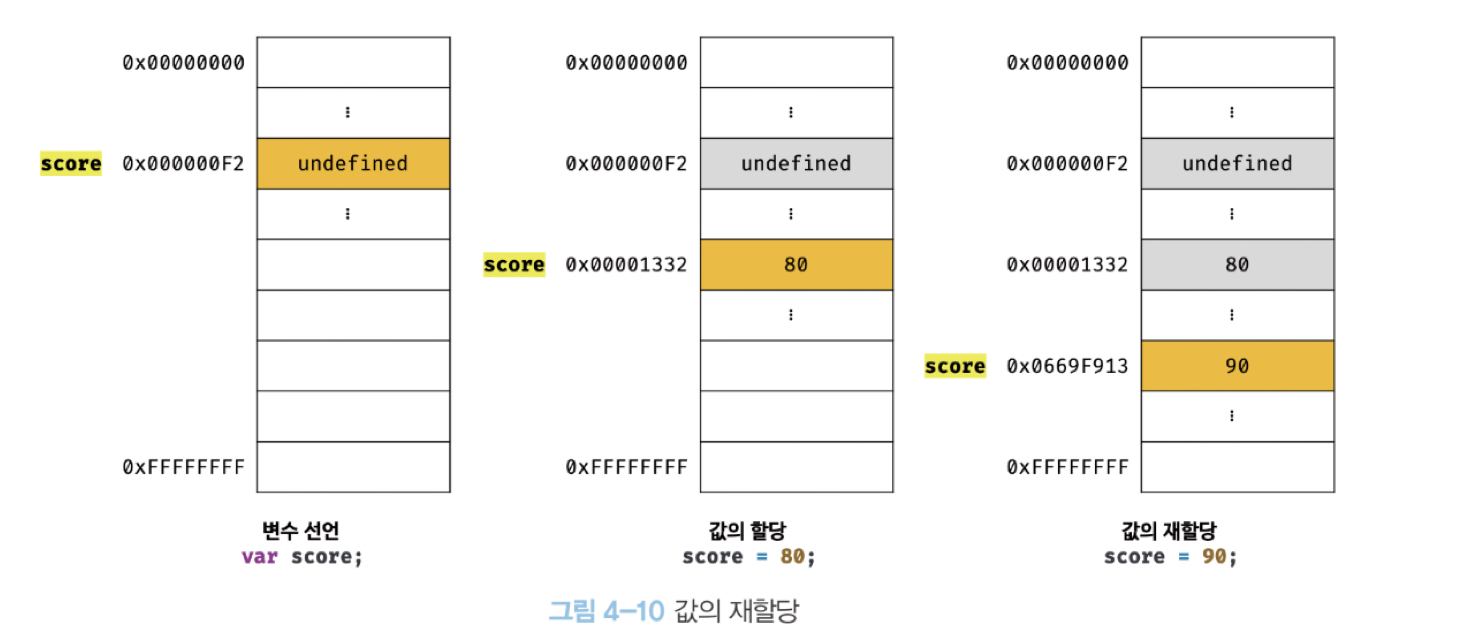 0x00000000
⋮
score 0x000000F2 undefined
⋮
0xFFFFFFFF
변수 선언
var score;
0x00000000
⋮
0x000000F2 undefined
⋮
score 0x00001332 80
⋮
0xFFFFFFFF
값의 할당
score = 80;
0x00000000
⋮
0x000000F2 undefined
⋮
0x00001332 80
⋮
score 0x0669F913 90
⋮
0xFFFFFFFF
값의 재할당
score = 90;
그림 4-10 값의 재할당